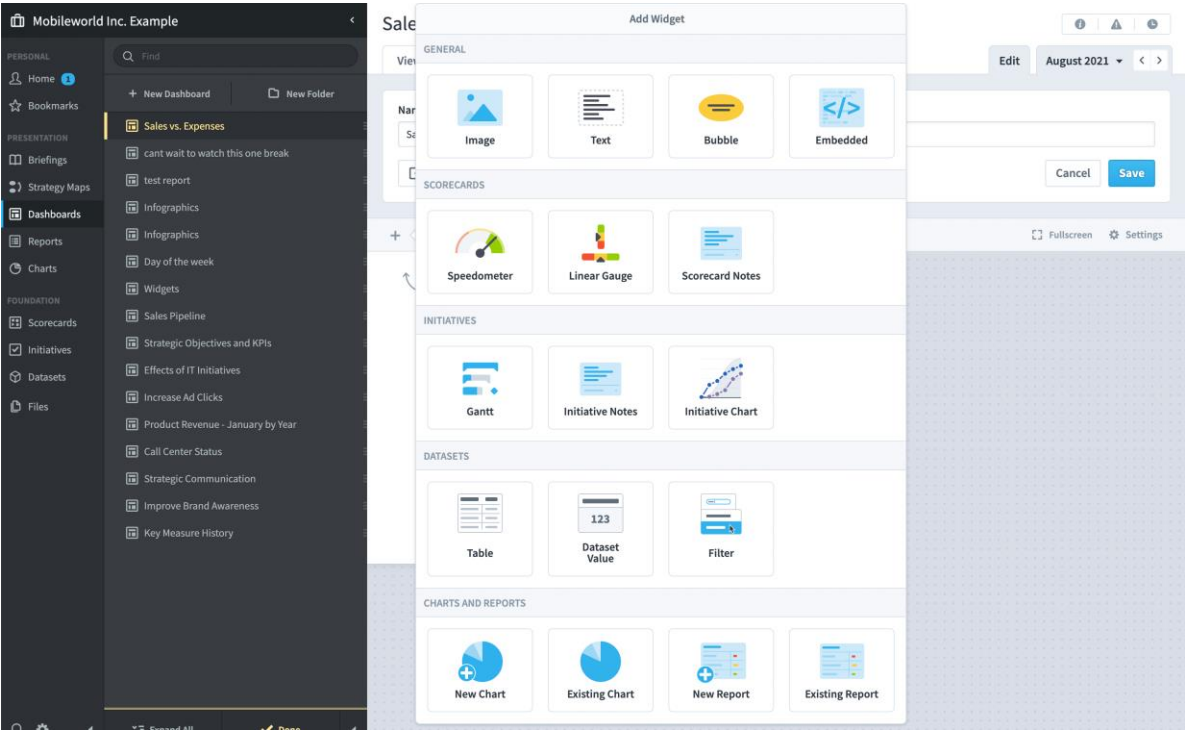 Mobileworld Inc. Example
PERSONAL
Home 1
Bookmarks
PRESENTATION
Briefings
Strategy Maps
Dashboards
Reports
Charts
FOUNDATION
Scorecards
Initiatives
Datasets
Files
Find
+ New Dashboard
New Folder
Sales vs. Expenses
cant wait to watch this one break
test report
Infographics
Infographics
Day of the week
Widgets
Sales Pipeline
Strategic Objectives and KPIs
Effects of IT Initiatives
Increase Ad Clicks
Product Revenue - January by Year
Call Center Status
Strategic Communication
Improve Brand Awareness
Key Measure History
Expand All
Done
Sale
Edit
August 2021
Cancel
Save
Fullscreen
Settings
Add Widget
GENERAL
Image
Text
Bubble
</>
Embedded
SCORECARDS
Speedometer
Linear Gauge
Scorecard Notes
INITIATIVES
Gantt
Initiative Notes
Initiative Chart
DATASETS
Table
123
Dataset
Value
Filter
CHARTS AND REPORTS
New Chart
Existing Chart
New Report
Existing Report